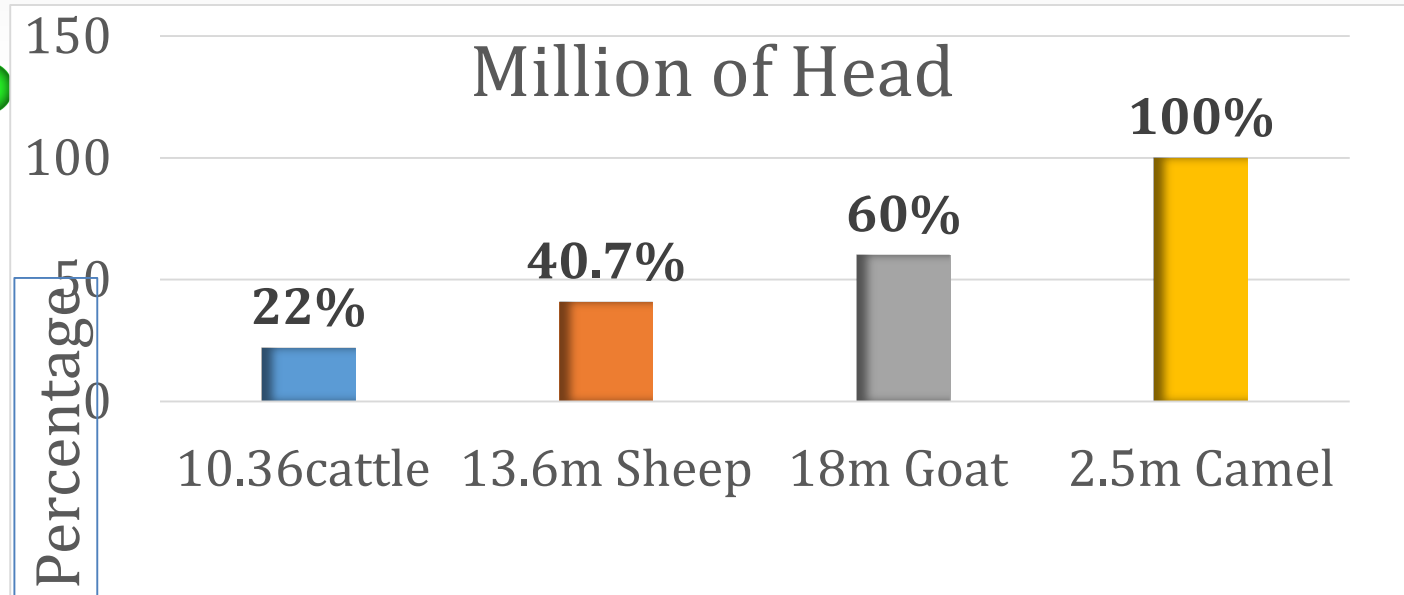 Million of Head
150
100
50
0
Percentage
22%
40.7%
60%
100%
10.36cattle 13.6m Sheep 18m Goat 2.5m Camel